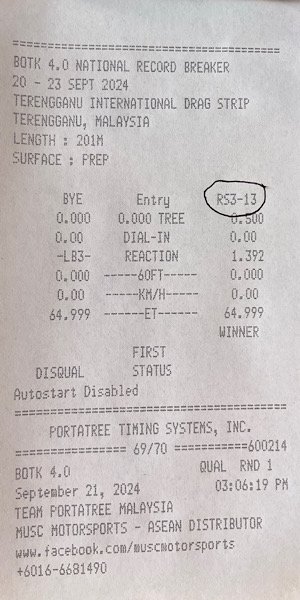 ==============================
BOTK 4.0 NATIONAL RECORD BREAKER
20 - 23 SEPT 2024
TERENGGANU INTERNATIONAL DRAG STRIP
TERENGGANU, MALAYSIA
LENGTH : 201M
SURFACE : PREP
BYE Entry RS3-13
0.000 0.000 TREE 0.500
0.00 DIAL-IN 0.00
-LB3- REACTION 1.392
0.000 -----60FT----- 0.000
0.00 -----KM/H----- 0.00
64.999 ------ET------ 64.999
WINNER
FIRST
DISQUAL STATUS
Autostart Disabled
==============================
PORTATREE TIMING SYSTEMS, INC.
================ 69/70 ===========600214
BOTK 4.0 QUAL RND 1
September 21, 2024 03:06:19 PM
TEAM PORTATREE MALAYSIA
MUSC MOTORSPORTS - ASEAN DISTRIBUTOR
www.facebook.com/muscmotorsports
+6016-6681490